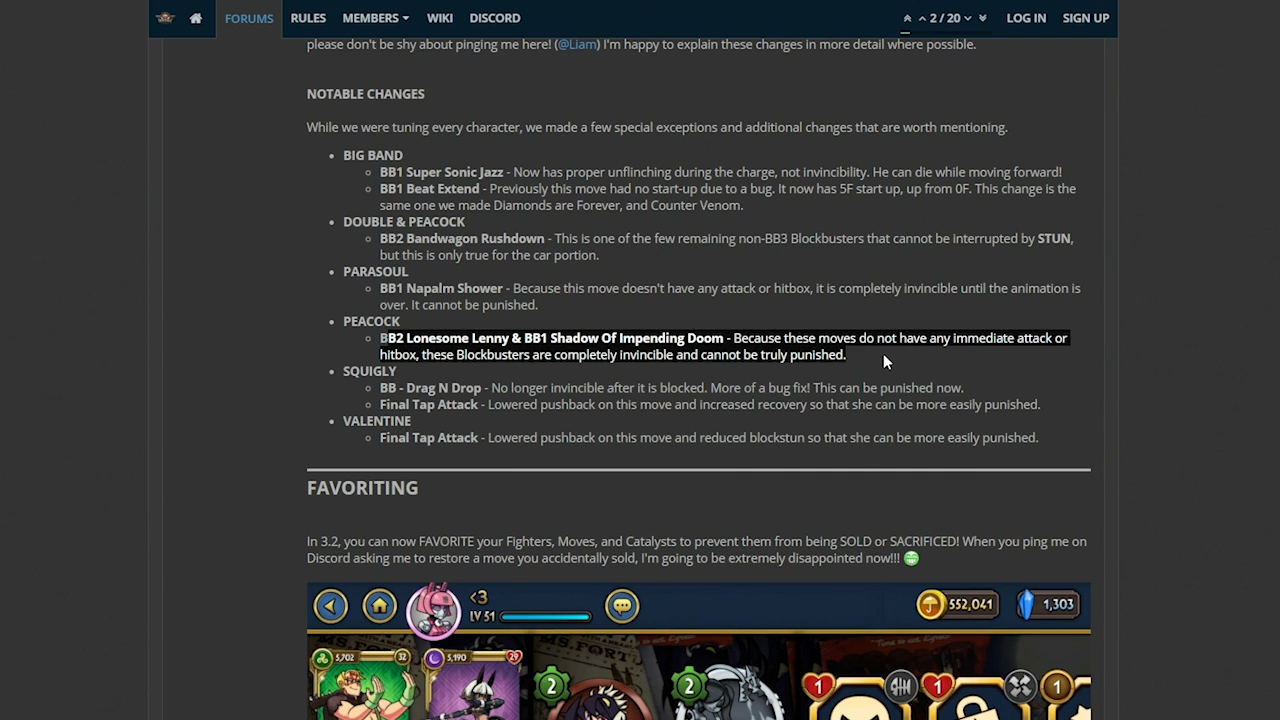 FORUMS RULES MEMBERS WIKI DISCORD 2 / 20 LOG IN SIGN UP
please don't be shy about pinging me here! (@Liam) I'm happy to explain these changes in more detail where possible.
NOTABLE CHANGES
While we were tuning every character, we made a few special exceptions and additional changes that are worth mentioning.
BIG BAND
BB1 Super Sonic Jazz - Now has proper unflinching during the charge, not invincibility. He can die while moving forward!
BB1 Beat Extend - Previously this move had no start-up due to a bug. It now has 5F start up, up from 0F. This change is the
same one we made Diamonds are Forever, and Counter Venom.
DOUBLE & PEACOCK
BB2 Bandwagon Rushdown - This is one of the few remaining non-BB3 Blockbusters that cannot be interrupted by STUN,
but this is only true for the car portion.
PARASOUL
BB1 Napalm Shower - Because this move doesn't have any attack or hitbox, it is completely invincible until the animation is
over. It cannot be punished.
PEACOCK
BB2 Lonesome Lenny & BB1 Shadow Of Impending Doom - Because these moves do not have any immediate attack or
hitbox, these Blockbusters are completely invincible and cannot be truly punished.
SQUIGLY
BB - Drag N Drop - No longer invincible after it is blocked. More of a bug fix! This can be punished now.
Final Tap Attack - Lowered pushback on this move and increased recovery so that she can be more easily punished.
VALENTINE
Final Tap Attack - Lowered pushback on this move and reduced blockstun so that she can be more easily punished.
FAVORITING
In 3.2, you can now FAVORITE your Fighters, Moves, and Catalysts to prevent them from being SOLD or SACRIFICED! When you ping me on
Discord asking me to restore a move you accidentally sold, I'm going to be extremely disappointed now!!!
<3
LV 51
552,041 1,303
5,702 32 5,190 29 2 2 1 1 1
MS. FORT